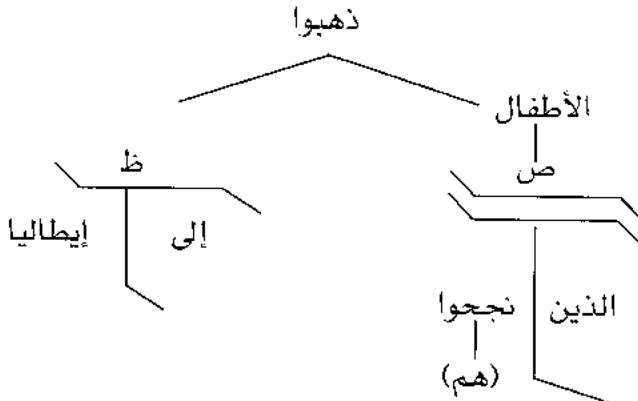 ذهبوا
الأطفال
ص
ظ
إلى إيطاليا
الذين نجحوا
(هم)